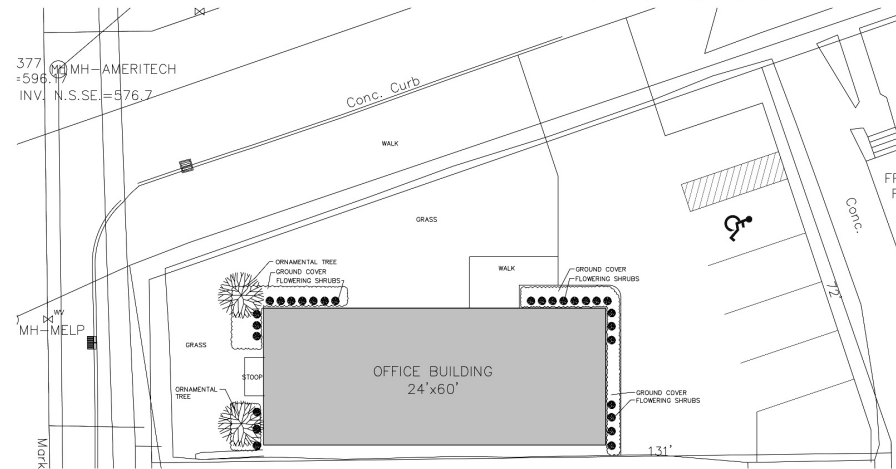 377
=596.17
MH
MH-AMERITECH
INV. N.S.SE.=576.7
Conc. Curb
WALK
GRASS
Conc.
ORNAMENTAL TREE
GROUND COVER
FLOWERING SHRUBS
WALK
GROUND COVER
FLOWERING SHRUBS
72'
WV
MH-MELP
GRASS
STOOP
OFFICE BUILDING
24'x60'
ORNAMENTAL
TREE
GROUND COVER
FLOWERING SHRUBS
131'
Mark